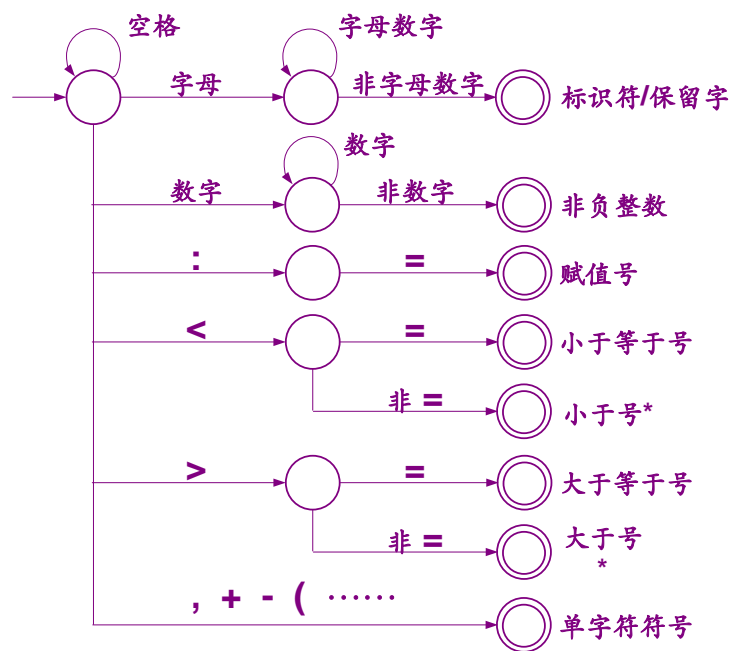 空格 字母数字
字母 非字母数字 标识符/保留字
数字
数字 非数字 非负整数
: = 赋值号
< = 小于等于号
非 = 小于号*
> = 大于等于号
非 = 大于号
*
, + - ( ······
单字符符号